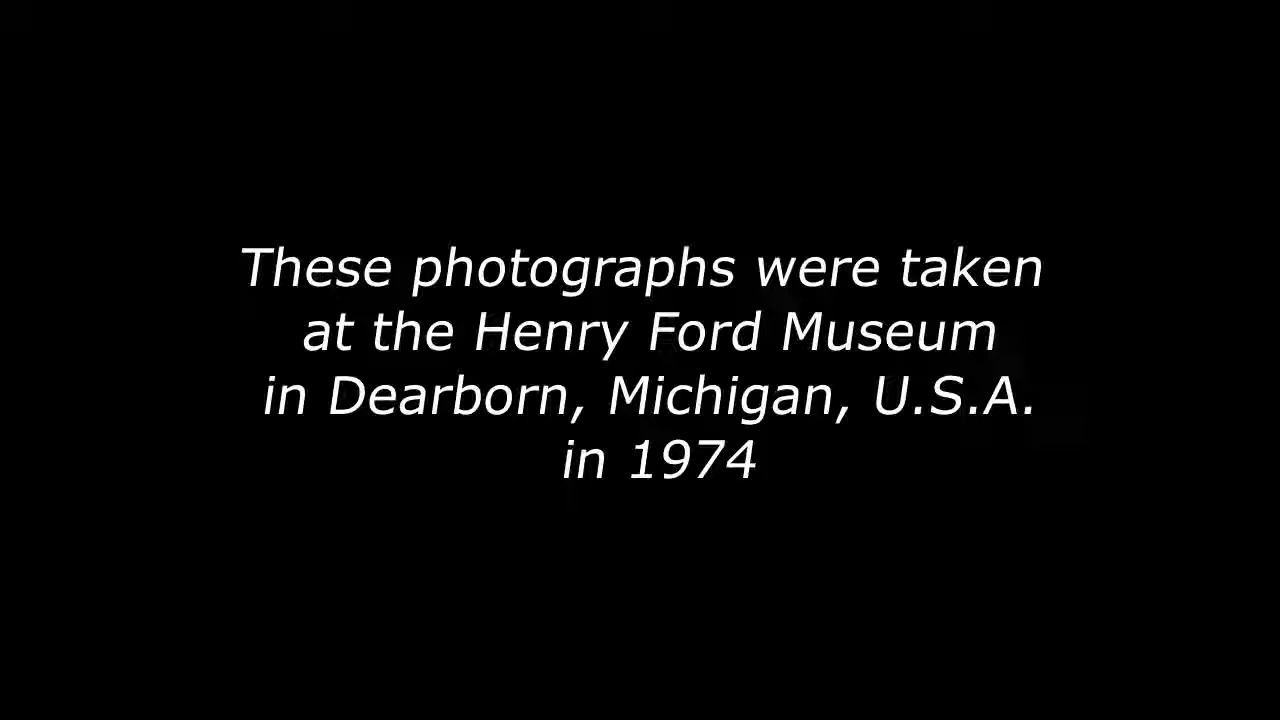 These photographs were taken
at the Henry Ford Museum
in Dearborn, Michigan, U.S.A.
in 1974